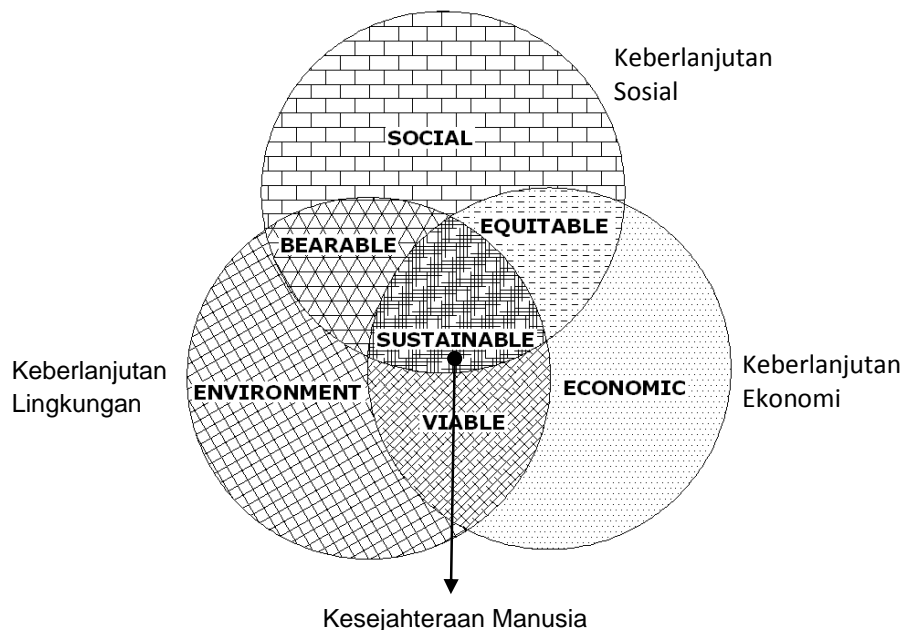 Keberlanjutan
Sosial
SOCIAL
EQUITABLE
BEARABLE
SUSTAINABLE
Keberlanjutan
Lingkungan
ENVIRONMENT
ECONOMIC
Keberlanjutan
Ekonomi
VIABLE
Kesejahteraan Manusia